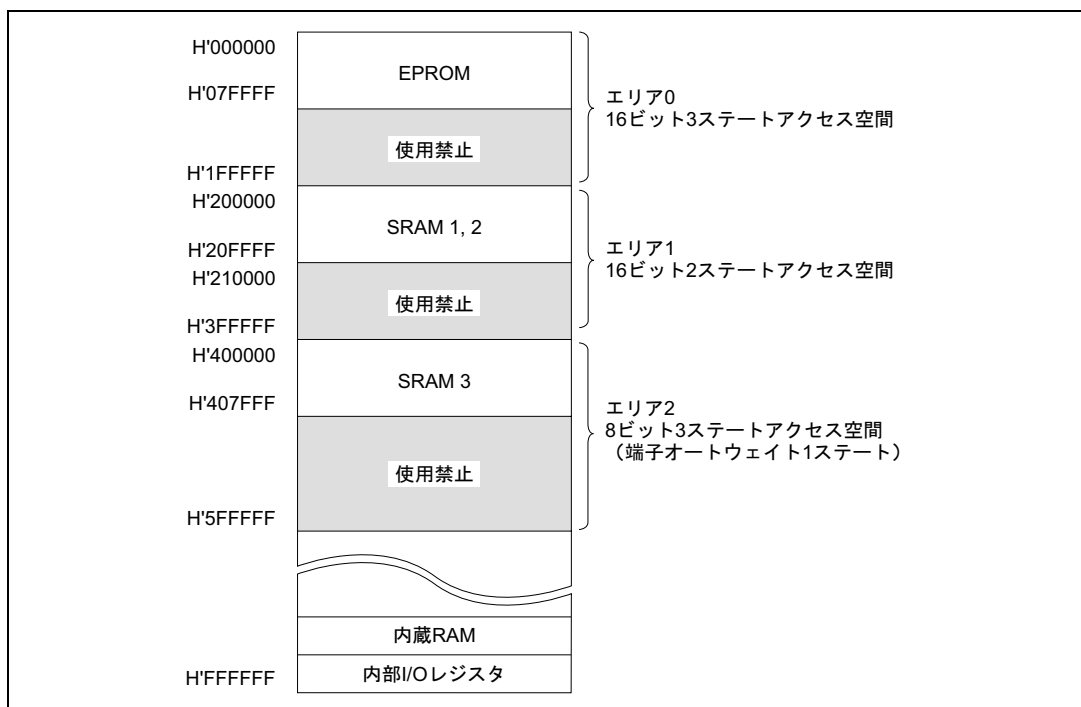 H'000000
EPROM
H'07FFFF
エリア0
16ビット3ステートアクセス空間
使用禁止
H'1FFFFF
H'200000
SRAM 1, 2
H'20FFFF
エリア1
16ビット2ステートアクセス空間
H'210000
使用禁止
H'3FFFFF
H'400000
SRAM 3
H'407FFF
エリア2
8ビット3ステートアクセス空間
（端子オートウェイト1ステート）
使用禁止
H'5FFFFF
内蔵RAM
内部I/Oレジスタ
H'FFFFFF